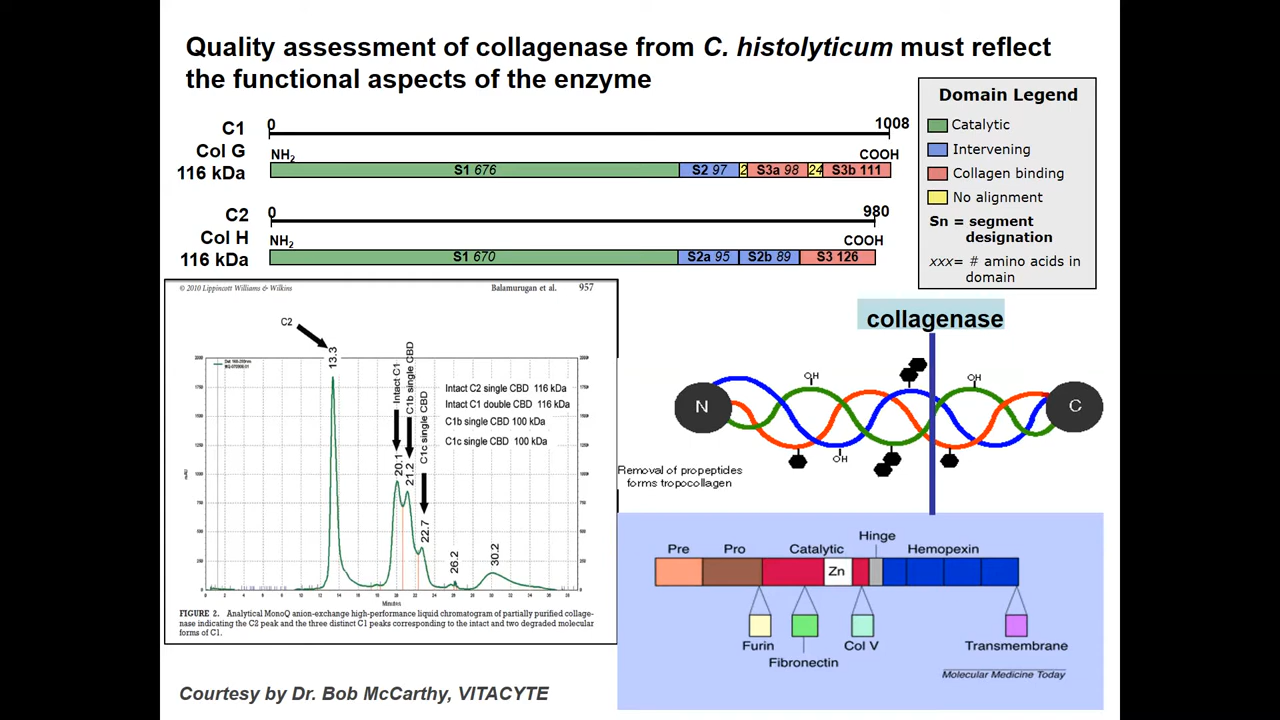 Quality assessment of collagenase from C. histolyticum must reflect
the functional aspects of the enzyme
C1
Col G
116 kDa
0
1008
NH2
COOH
S1 676
S2 97
2
S3a 98
24
S3b 111
C2
Col H
116 kDa
0
980
NH2
COOH
S1 670
S2a 95
S2b 89
S3 126
Domain Legend
Catalytic
Intervening
Collagen binding
No alignment
Sn = segment
designation
xxx= # amino acids in
domain
© 2010 Lippincott Williams & Wilkins
Balamurugan et al.
957
C2
13.3
Intact C1
20.1
C1b single CBD
21.2
C1c single CBD
22.7
26.2
30.2
Intact C2 single CBD 116 kDa
Intact C1 double CBD 116 kDa
C1b single CBD 100 kDa
C1c single CBD 100 kDa
Minutes
FIGURE 2. Analytical MonoQ anion-exchange high-performance liquid chromatogram of partially purified collage-
nase indicating the C2 peak and the three distinct C1 peaks corresponding to the intact and two degraded molecular
forms of C1.
collagenase
N
OH
OH
OH
C
Removal of propeptides
forms tropocollagen
Pre
Pro
Catalytic
Zn
Hinge
Hemopexin
Furin
Fibronectin
Col V
Transmembrane
Molecular Medicine Today
Courtesy by Dr. Bob McCarthy, VITACYTE